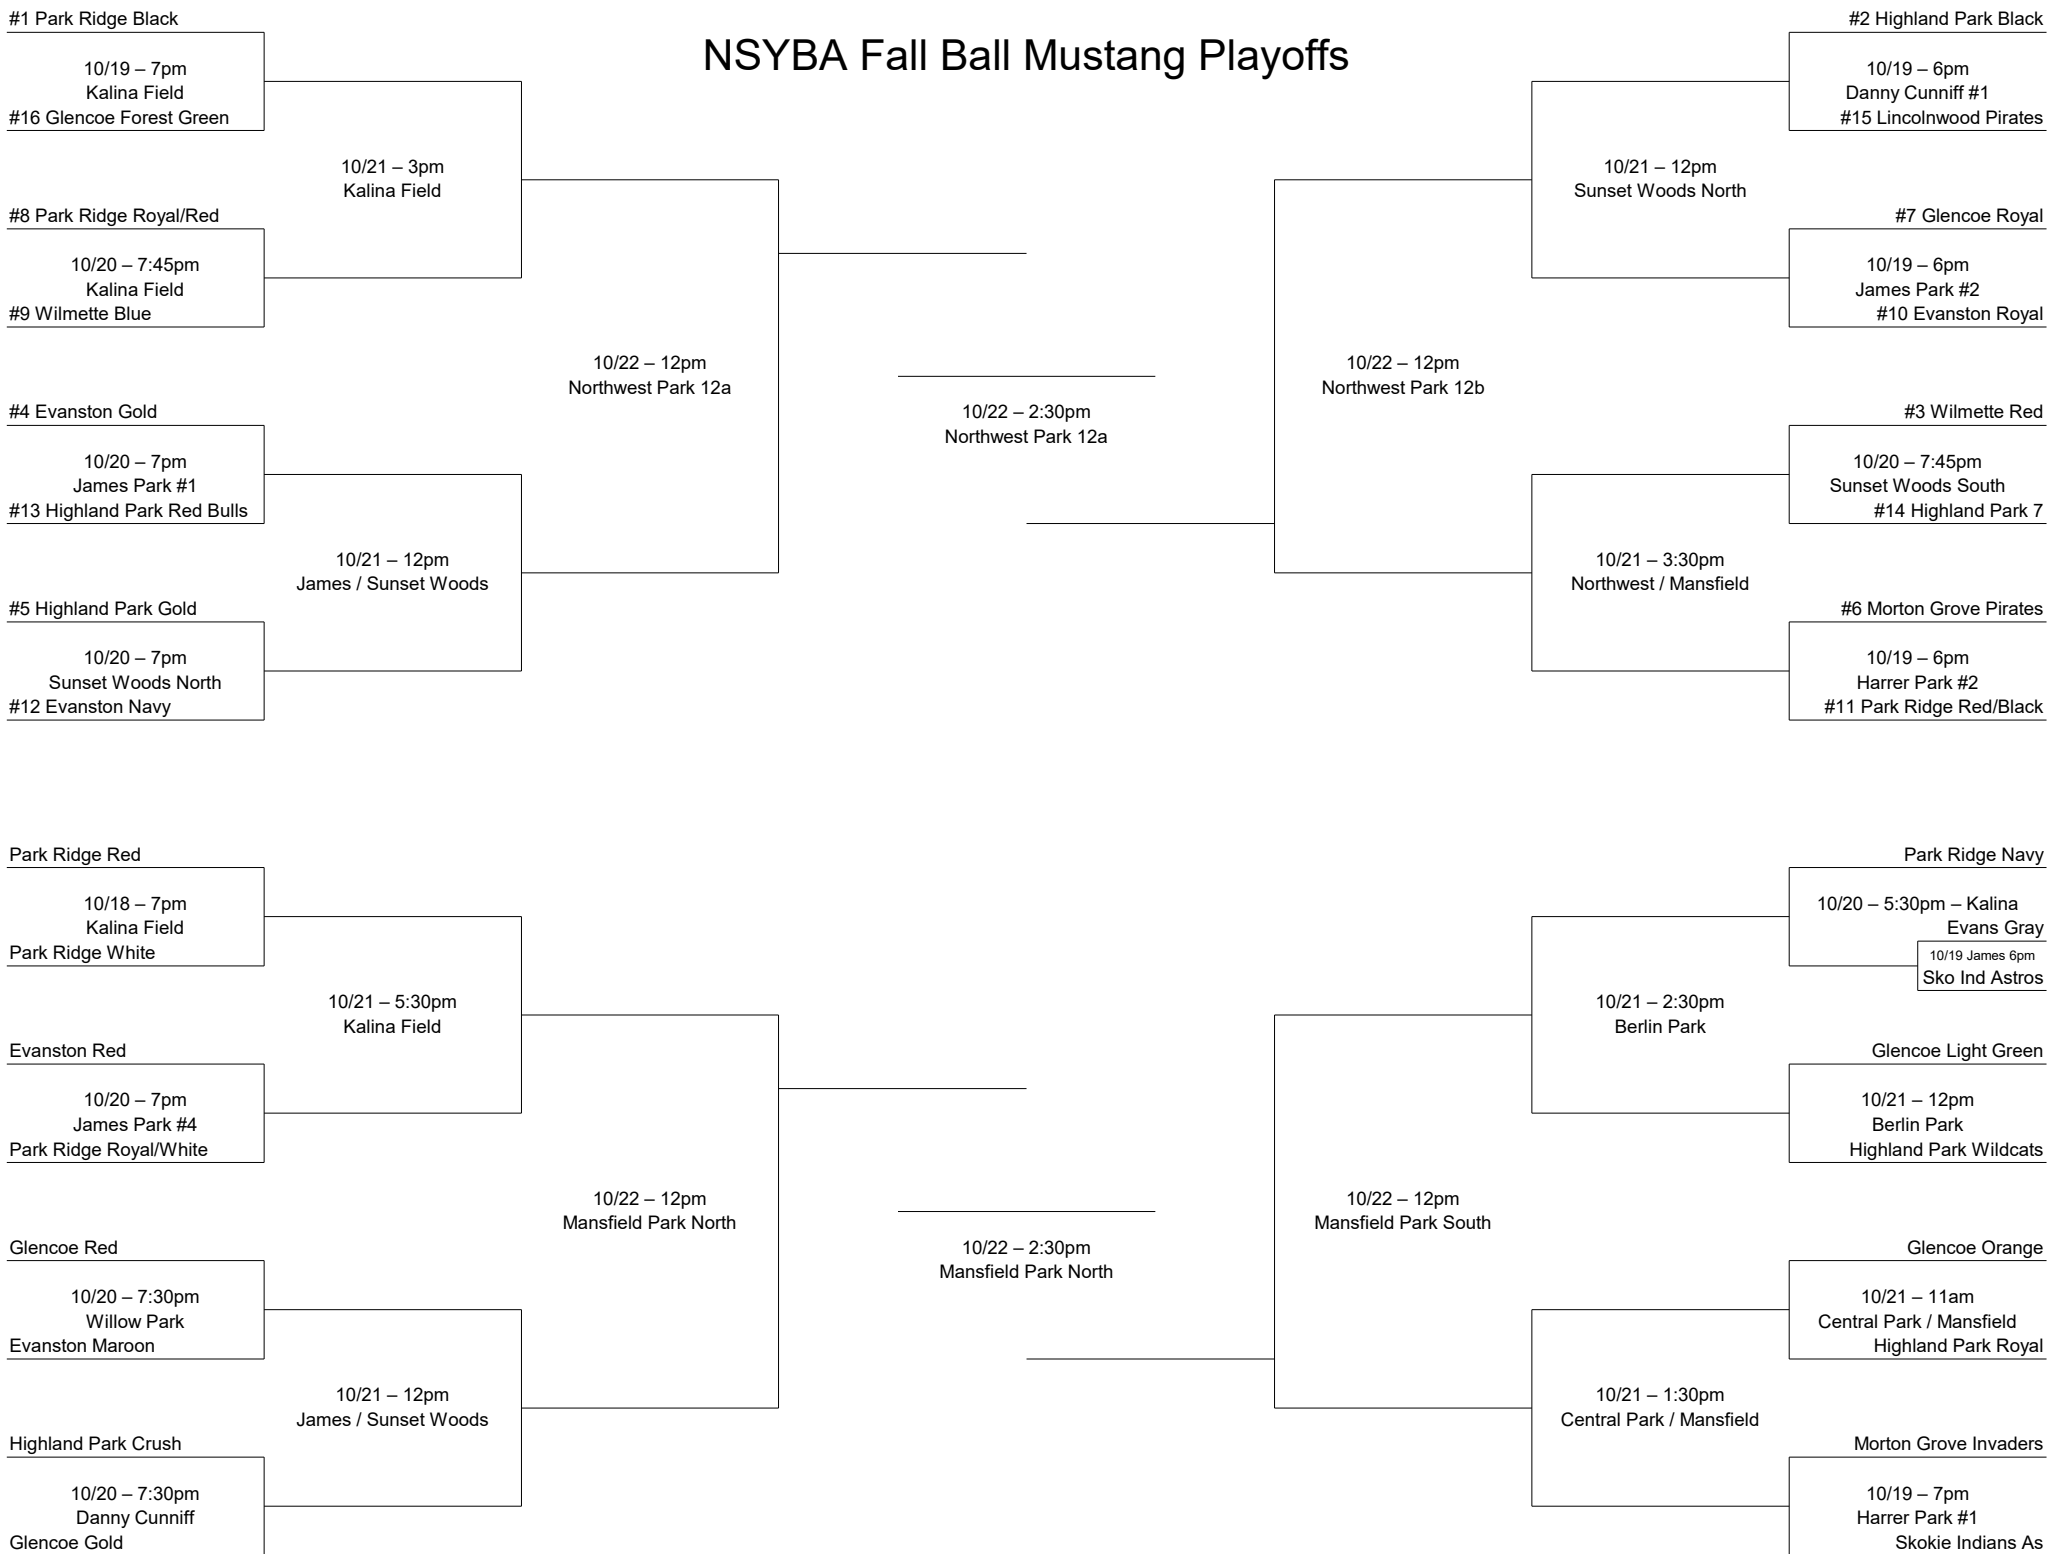 NSYBA Fall Ball Mustang Playoffs
#1 Park Ridge Black
10/19 – 7pm
Kalina Field
#16 Glencoe Forest Green
10/21 – 3pm
Kalina Field
#8 Park Ridge Royal/Red
10/20 – 7:45pm
Kalina Field
#9 Wilmette Blue
10/22 – 12pm
Northwest Park 12a
#4 Evanston Gold
10/20 – 7pm
James Park #1
#13 Highland Park Red Bulls
10/21 – 12pm
James / Sunset Woods
#5 Highland Park Gold
10/20 – 7pm
Sunset Woods North
#12 Evanston Navy
10/22 – 2:30pm
Northwest Park 12a
#2 Highland Park Black
10/19 – 6pm
Danny Cunniff #1
#15 Lincolnwood Pirates
10/21 – 12pm
Sunset Woods North
#7 Glencoe Royal
10/19 – 6pm
James Park #2
#10 Evanston Royal
10/22 – 12pm
Northwest Park 12b
#3 Wilmette Red
10/20 – 7:45pm
Sunset Woods South
#14 Highland Park 7
10/21 – 3:30pm
Northwest / Mansfield
#6 Morton Grove Pirates
10/19 – 6pm
Harrer Park #2
#11 Park Ridge Red/Black
Park Ridge Red
10/18 – 7pm
Kalina Field
Park Ridge White
10/21 – 5:30pm
Kalina Field
Evanston Red
10/20 – 7pm
James Park #4
Park Ridge Royal/White
10/22 – 12pm
Mansfield Park North
Glencoe Red
10/20 – 7:30pm
Willow Park
Evanston Maroon
10/21 – 12pm
James / Sunset Woods
Highland Park Crush
10/20 – 7:30pm
Danny Cunniff
Glencoe Gold
10/22 – 2:30pm
Mansfield Park North
Park Ridge Navy
10/20 – 5:30pm – Kalina
Evans Gray
10/19 James 6pm
Sko Ind Astros
10/21 – 2:30pm
Berlin Park
Glencoe Light Green
10/21 – 12pm
Berlin Park
Highland Park Wildcats
10/22 – 12pm
Mansfield Park South
Glencoe Orange
10/21 – 11am
Central Park / Mansfield
Highland Park Royal
10/21 – 1:30pm
Central Park / Mansfield
Morton Grove Invaders
10/19 – 7pm
Harrer Park #1
Skokie Indians As